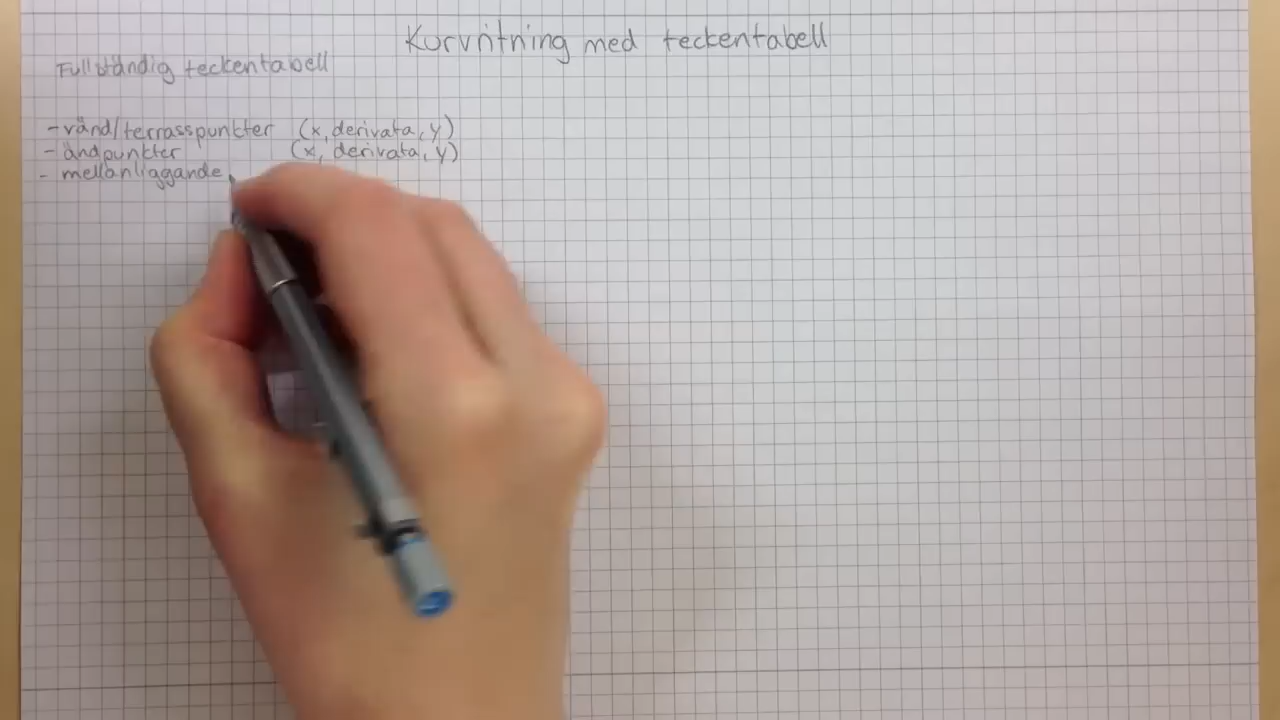 Kurvritning med teckentabell
Fullständig teckentabell
- vänd/terrasspunkter (x, derivata, y)
- ändpunkter (x, derivata, y)
- mellanliggande